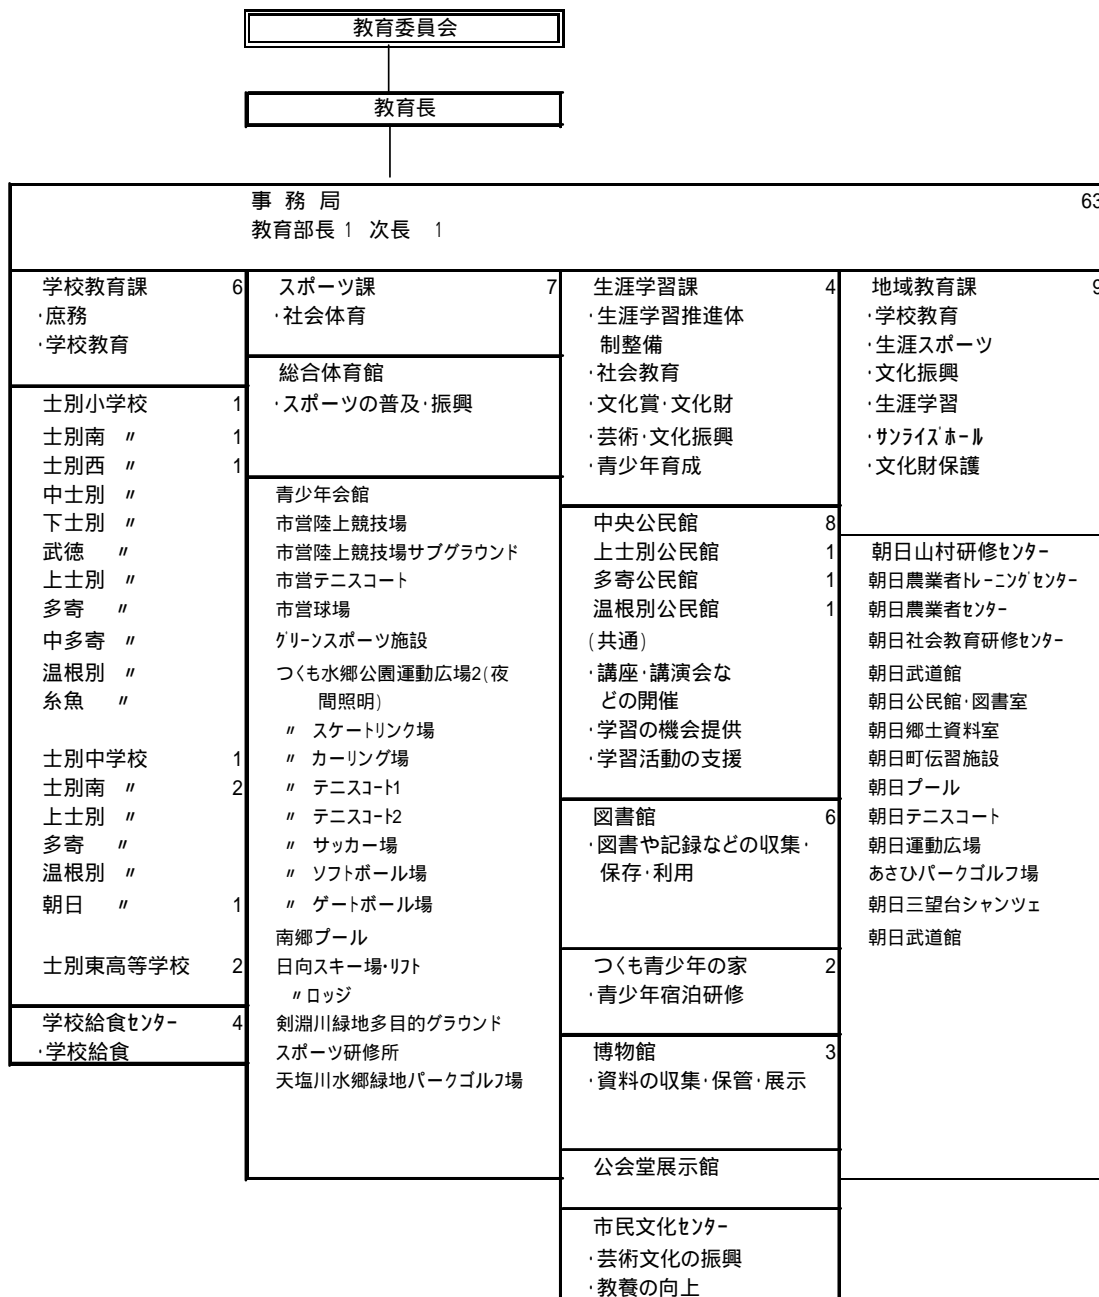 教育委員会
教育長
事 務 局 63
教育部長 1 次長 1
学校教育課 6
・庶務
・学校教育
士別小学校 1
士別南 〃 1
士別西 〃 1
中士別 〃
下士別 〃
武徳 〃
上士別 〃
多寄 〃
中多寄 〃
温根別 〃
糸魚 〃
士別中学校 1
士別南 〃 2
上士別 〃
多寄 〃
温根別 〃
朝日 〃 1
士別東高等学校 2
学校給食センター 4
・学校給食
スポーツ課 7
・社会体育
総合体育館
・スポーツの普及・振興
青少年会館
市営陸上競技場
市営陸上競技場サブグラウンド
市営テニスコート
市営球場
グリーンスポーツ施設
つくも水郷公園運動広場2(夜
間照明)
〃 スケートリンク場
〃 カーリング場
〃 テニスコート1
〃 テニスコート2
〃 サッカー場
〃 ソフトボール場
〃 ゲートボール場
南郷プール
日向スキー場・リフト
〃ロッジ
剣淵川緑地多目的グラウンド
スポーツ研修所
天塩川水郷緑地パークゴルフ場
生涯学習課 4
・生涯学習推進体
制整備
・社会教育
・文化賞・文化財
・芸術・文化振興
・青少年育成
中央公民館 8
上士別公民館 1
多寄公民館 1
温根別公民館 1
(共通)
・講座・講演会な
どの開催
・学習の機会提供
・学習活動の支援
図書館 6
・図書や記録などの収集・
保存・利用
つくも青少年の家 2
・青少年宿泊研修
博物館 3
・資料の収集・保管・展示
公会堂展示館
市民文化センター
・芸術文化の振興
・教養の向上
地域教育課 9
・学校教育
・生涯スポーツ
・文化振興
・生涯学習
・サンライズホール
・文化財保護
朝日山村研修センター
朝日農業者トレーニングセンター
朝日農業者センター
朝日社会教育研修センター
朝日武道館
朝日公民館・図書室
朝日郷土資料室
朝日町伝習施設
朝日プール
朝日テニスコート
朝日運動広場
あさひパークゴルフ場
朝日三望台シャンツェ
朝日武道館